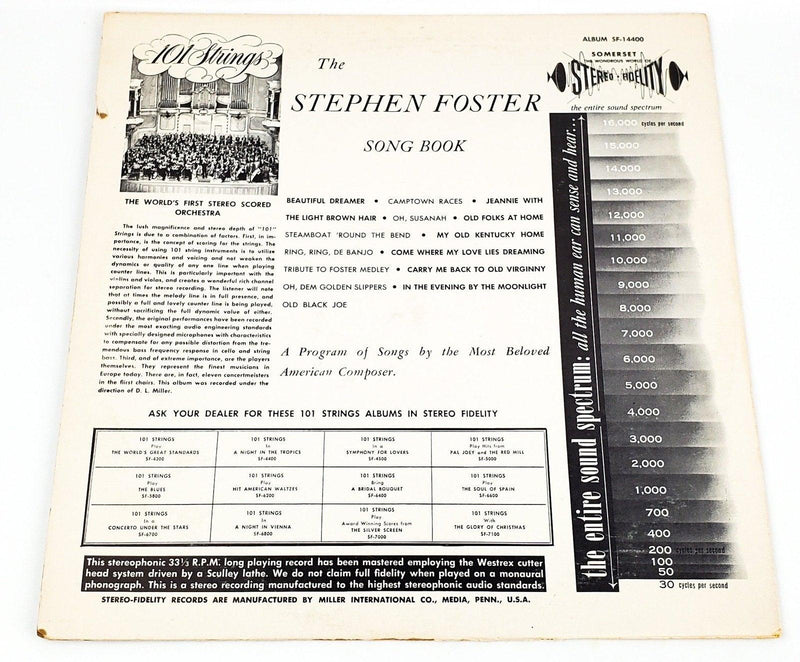 101 Strings
THE WORLD'S FIRST STEREO SCORED
ORCHESTRA
The lush magnificence and stereo depth of "101"
Strings is due to a combination of factors. First, in im-
portance, is the concept of scoring for the strings. The
necessity of using 101 string instruments is to utilize
various harmonies and voicing and not weaken the
dynamics or quality of any one line when playing
counter lines. This is particularly important with the
violins and violas, and creates a wonderful rich channel
separation for stereo recording. The listener will note
that at times the melody line is in full presence, and
possibly a full and lovely counter line is being played,
without sacrificing the full dynamic value of either.
Secondly, the original performances have been recorded
under the most exacting audio engineering standards
with specially designed microphones with characteristics
to compensate for any possible distortion from the tre-
mendous bass frequency response in cello and string
bass. Third, and of extreme importance, are the players
themselves. They represent the finest musicians in
Europe today. There are, in fact, eleven concertmeisters
in the first chairs. This album was recorded under the
direction of D. L. Miller.
The
STEPHEN FOSTER
SONG BOOK
BEAUTIFUL DREAMER • CAMPTOWN RACES • JEANNIE WITH
THE LIGHT BROWN HAIR • OH, SUSANAH • OLD FOLKS AT HOME
STEAMBOAT 'ROUND THE BEND • MY OLD KENTUCKY HOME
RING, RING, DE BANJO • COME WHERE MY LOVE LIES DREAMING
TRIBUTE TO FOSTER MEDLEY • CARRY ME BACK TO OLD VIRGINNY
OH, DEM GOLDEN SLIPPERS • IN THE EVENING BY THE MOONLIGHT
OLD BLACK JOE
A Program of Songs by the Most Beloved
American Composer.
ASK YOUR DEALER FOR THESE 101 STRINGS ALBUMS IN STEREO FIDELITY
101 STRINGS
Play
THE WORLD'S GREAT STANDARDS
SF-4300
101 STRINGS
In
A NIGHT IN THE TROPICS
SF-4400
101 STRINGS
In a
SYMPHONY FOR LOVERS
SF-4500
101 STRINGS
Play Hits from
PAL JOEY and THE RED MILL
SF-5000
101 STRINGS
Play
THE BLUES
SF-5800
101 STRINGS
Play
HIT AMERICAN WALTZES
SF-6200
101 STRINGS
Bring
A BRIDAL BOUQUET
SF-6400
101 STRINGS
Play
THE SOUL OF SPAIN
SF-6600
101 STRINGS
In a
CONCERTO UNDER THE STARS
SF-6700
101 STRINGS
In
A NIGHT IN VIENNA
SF-6800
101 STRINGS
Play
Award Winning Scores from
THE SILVER SCREEN
SF-7000
101 STRINGS
With
THE GLORY OF CHRISTMAS
SF-7100
This stereophonic 33⅓ R.P.M. long playing record has been mastered employing the Westrex cutter
head system driven by a Sculley lathe. We do not claim full fidelity when played on a monaural
phonograph. This is a stereo recording manufactured to the highest stereophonic audio standards.
STEREO-FIDELITY RECORDS ARE MANUFACTURED BY MILLER INTERNATIONAL CO., MEDIA, PENN., U.S.A.
ALBUM SF-14400
SOMERSET
THE WONDROUS WORLD OF
STEREO-FIDELITY
the entire sound spectrum
the entire sound spectrum: all the human ear can sense and hear...
16,000 cycles per second
15,000
14,000
13,000
12,000
11,000
10,000
9,000
8,000
7,000
6,000
5,000
4,000
3,000
2,000
1,000
700
400
200 cycles per second
100
50
30 cycles per second